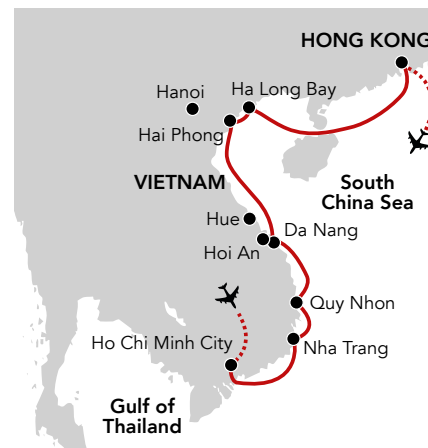 HONG KONG
Hanoi
Ha Long Bay
Hai Phong
VIETNAM
South
China Sea
Hue
Da Nang
Hoi An
Quy Nhon
Ho Chi Minh City
Nha Trang
Gulf of
Thailand